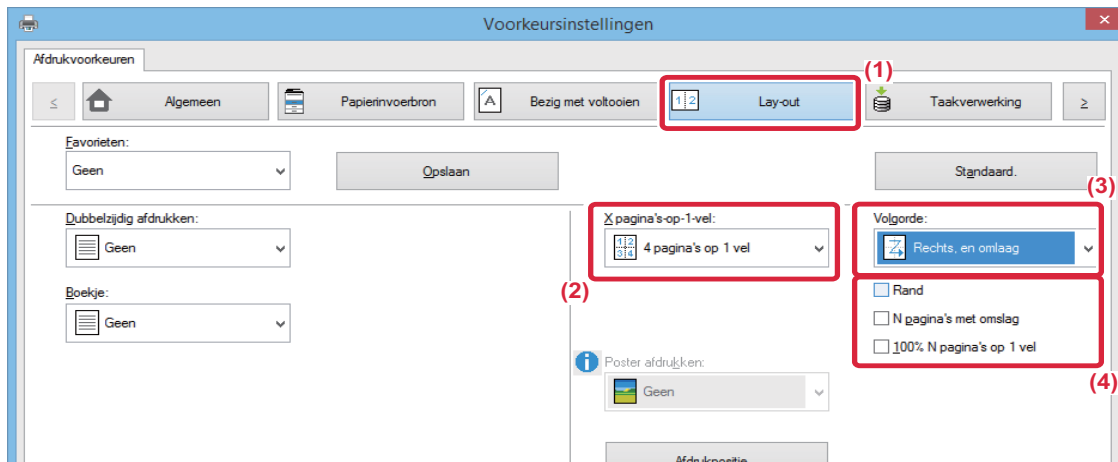 Voorkeursinstellingen
Afdrukvoorkeuren
(1)
< Algemeen Papierinvoerbron Bezig met voltooien Lay-out Taakverwerking >
Favorieten:
Geen Opslaan Standaard.
(3)
Dubbelzijdig afdrukken: X pagina's-op-1-vel: Volgorde:
Geen 4 pagina's op 1 vel Rechts, en omlaag
(2)
Boekje: Rand
Geen N pagina's met omslag
100% N pagina's op 1 vel
Poster afdrukken:
(4)
Geen
Afdrukpositie